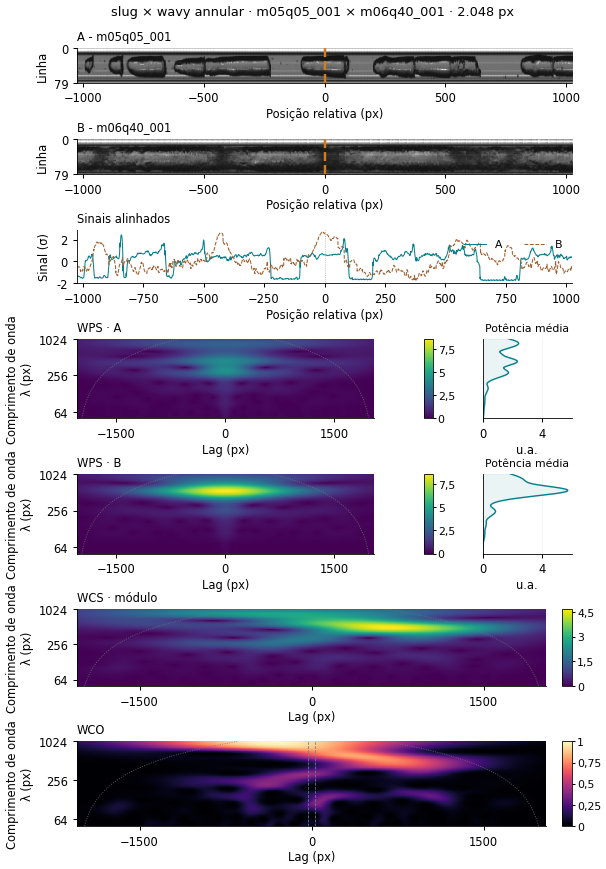 slug × wavy annular · m05q05_001 × m06q40_001 · 2.048 px
A - m05q05_001
0
79
Linha
−1000 −500 0 500 1000
Posição relativa (px)
B - m06q40_001
0
79
Linha
−1000 −500 0 500 1000
Posição relativa (px)
Sinais alinhados
2
0
−2
Sinal (σ)
A B
−1000 −750 −500 −250 0 250 500 750 1000
Posição relativa (px)
WPS · A
1024
256
64
Comprimento de onda
λ (px)
−1500 0 1500
Lag (px)
7,5
5
2,5
0
Potência média
0 4
u.a.
WPS · B
1024
256
64
Comprimento de onda
λ (px)
−1500 0 1500
Lag (px)
7,5
5
2,5
0
Potência média
0 4
u.a.
WCS · módulo
1024
256
64
Comprimento de onda
λ (px)
−1500 0 1500
Lag (px)
4,5
3
1,5
0
WCO
1024
256
64
Comprimento de onda
λ (px)
−1500 0 1500
Lag (px)
1
0,75
0,5
0,25
0